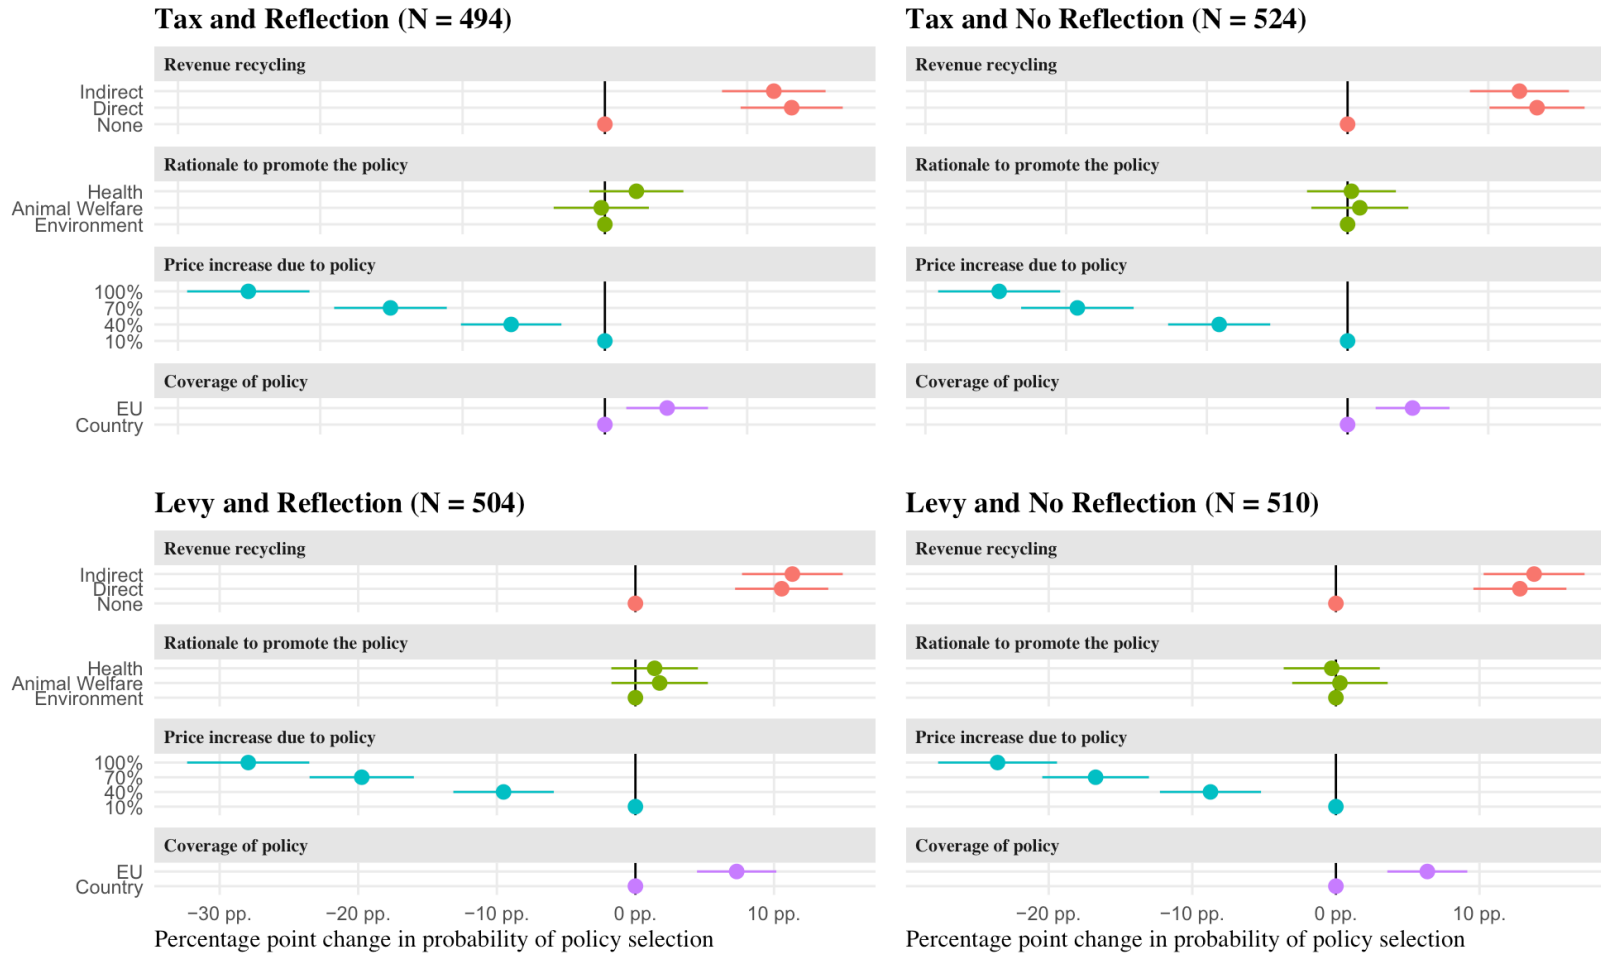 Tax and Reflection (N = 494)
Revenue recycling
Indirect
Direct
None
Rationale to promote the policy
Health
Animal Welfare
Environment
Price increase due to policy
100%
70%
40%
10%
Coverage of policy
EU
Country
Tax and No Reflection (N = 524)
Revenue recycling
Rationale to promote the policy
Price increase due to policy
Coverage of policy
Levy and Reflection (N = 504)
Revenue recycling
Indirect
Direct
None
Rationale to promote the policy
Health
Animal Welfare
Environment
Price increase due to policy
100%
70%
40%
10%
Coverage of policy
EU
Country
−30 pp. −20 pp. −10 pp. 0 pp. 10 pp.
Percentage point change in probability of policy selection
Levy and No Reflection (N = 510)
Revenue recycling
Rationale to promote the policy
Price increase due to policy
Coverage of policy
−20 pp. −10 pp. 0 pp. 10 pp.
Percentage point change in probability of policy selection